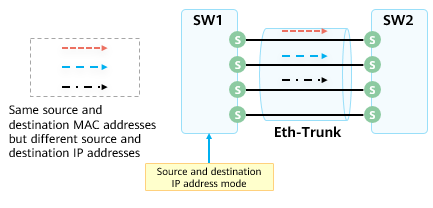 SW1
SW2
S
S
S
S
S
S
S
S
Eth-Trunk
Same source and
destination MAC addresses
but different source and
destination IP addresses
Source and destination
IP address mode